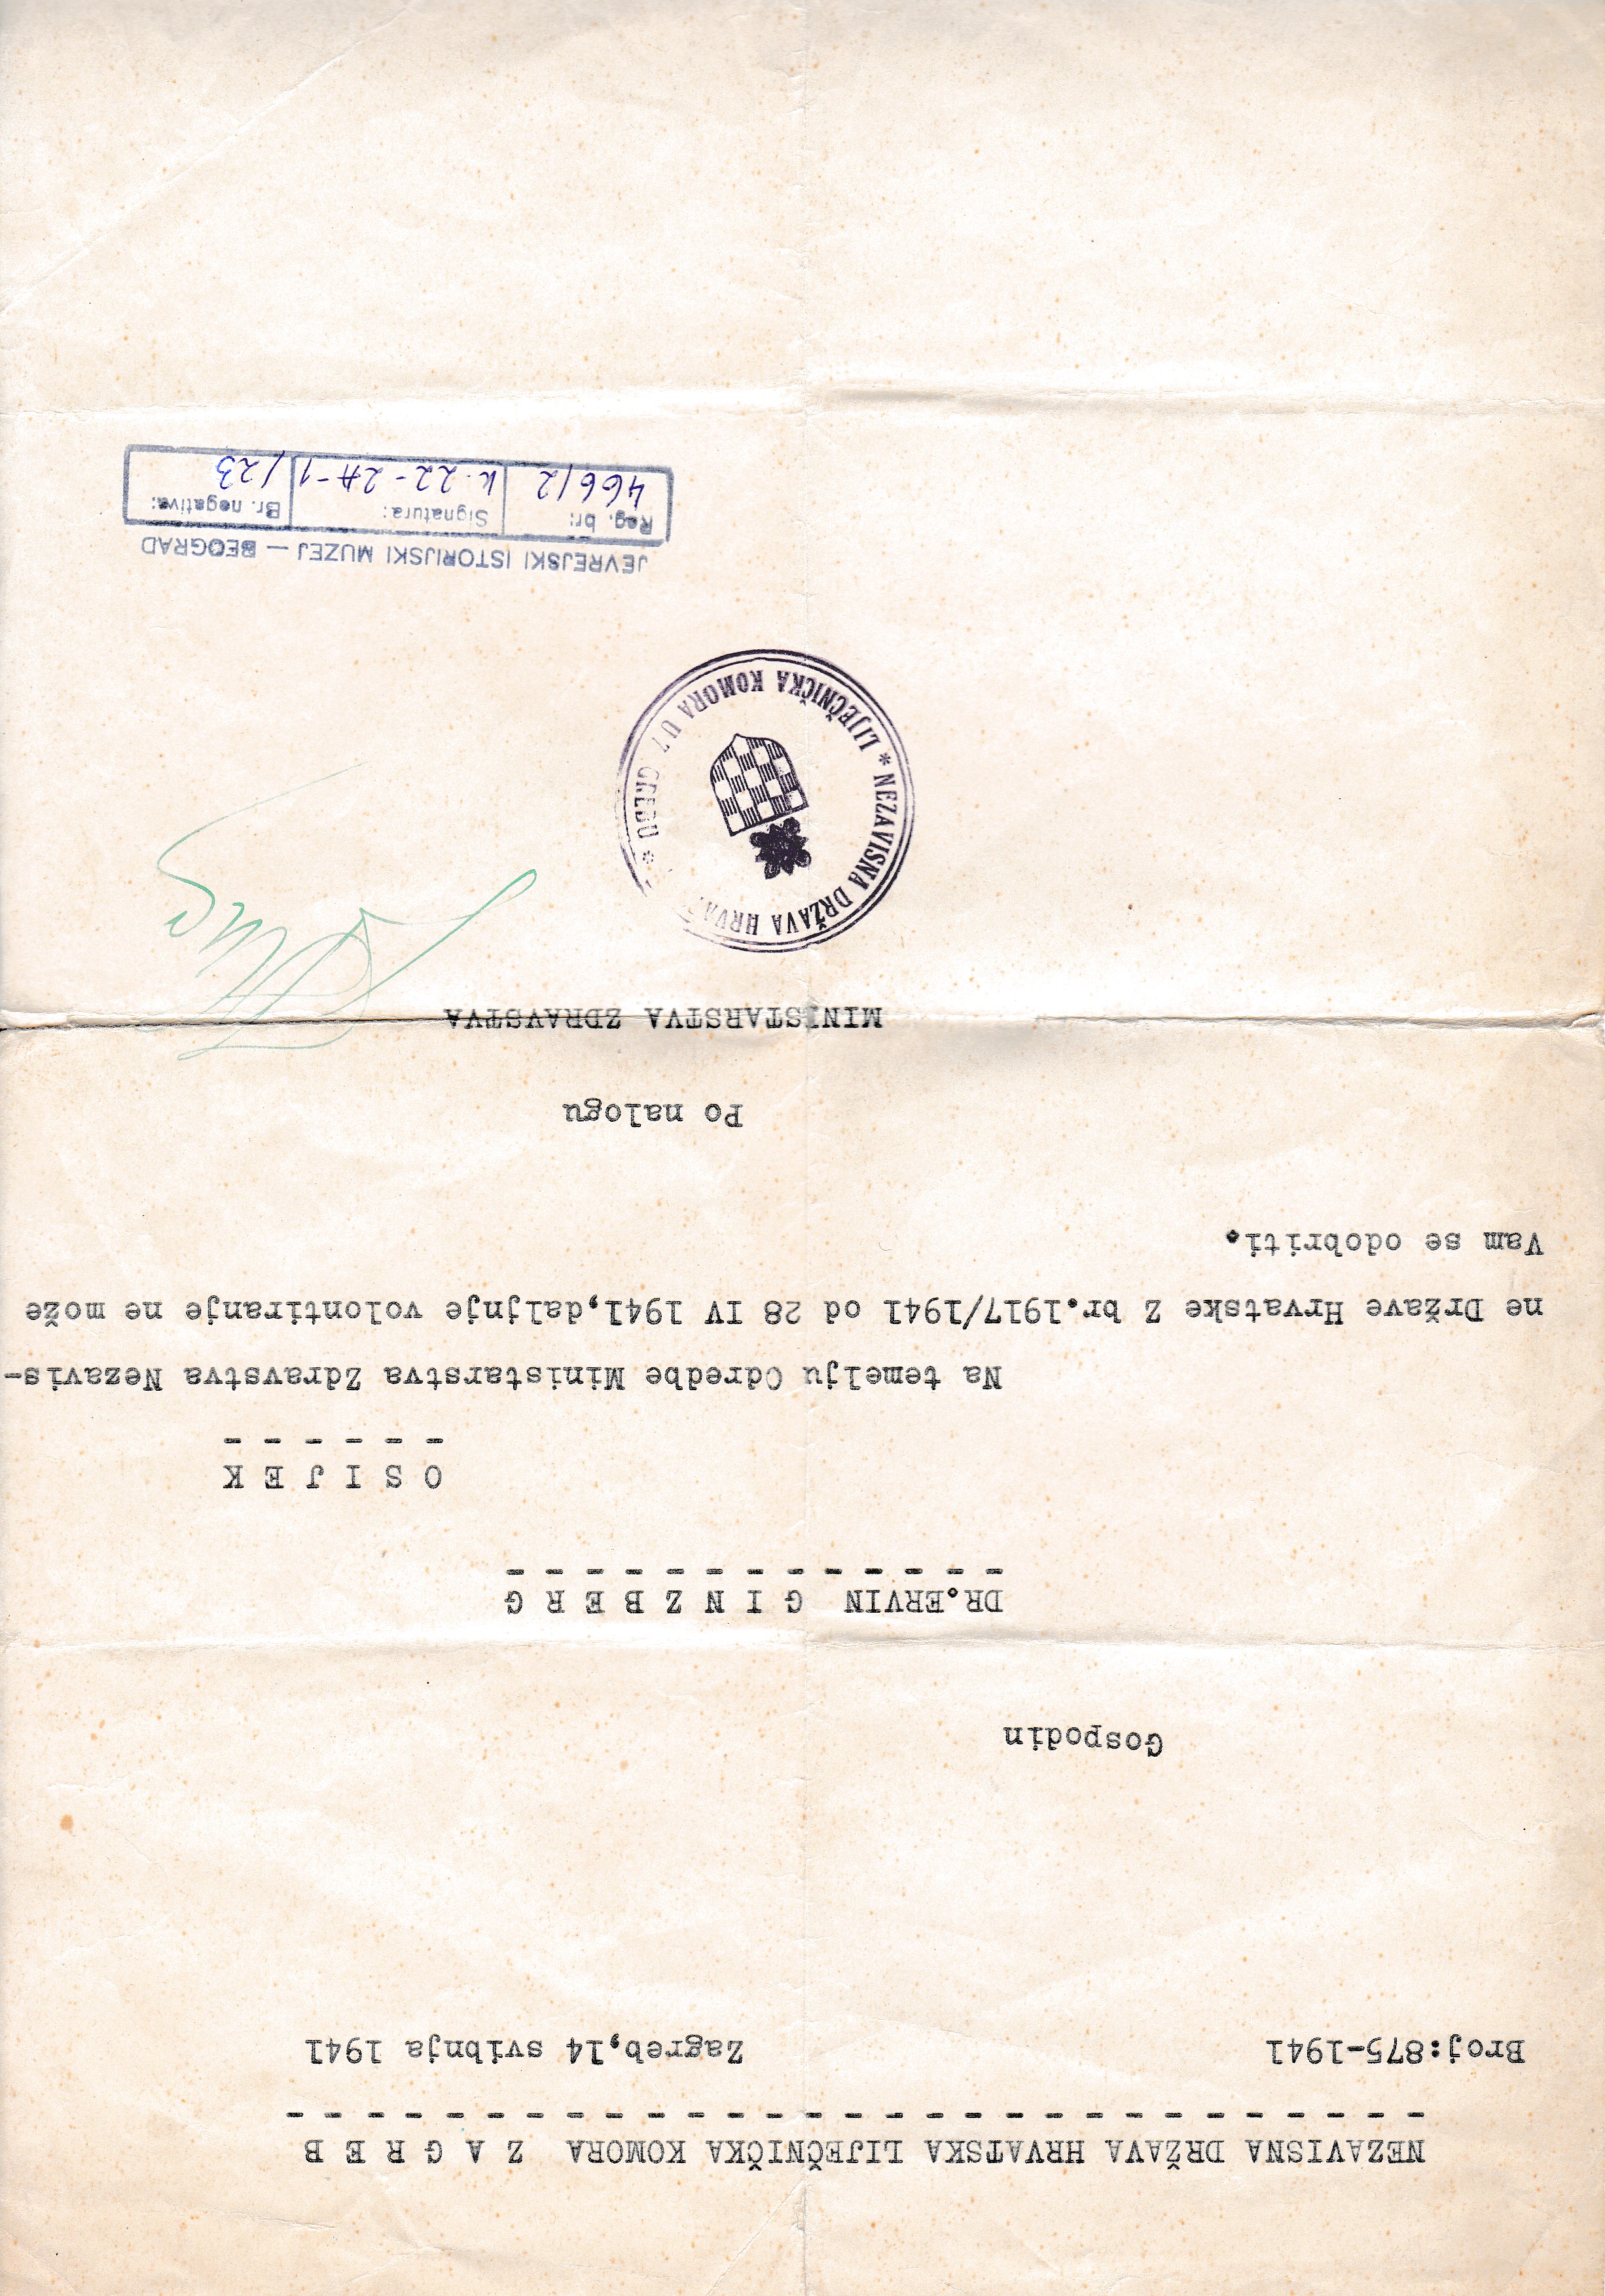 NEZAVISNA DRŽAVA HRVATSKA LIJEČNIČKA KOMORA Z A G R E B
Broj:875-1941 Zagreb,14 svibnja 1941
Gospodin
DR.ERVIN G I N Z B E R G
O S I J E K
Na temelju Odredbe Ministarstva Zdravstva Nezavis-
ne Države Hrvatske Z br.1917/1941 od 28 IV 1941,daljnje volontiranje ne može
Vam se odobriti.
Po nalogu
MINISTARSTVA ZDRAVSTVA
* NEZAVISNA DRŽAVA
* LIJEČNIČKA KOMORA U
JEVREJSKI ISTORIJSKI MUZEJ — BEOGRAD
Reg. br: Signatura: Br. negativa:
466/2 K. 22-2A-1 /23